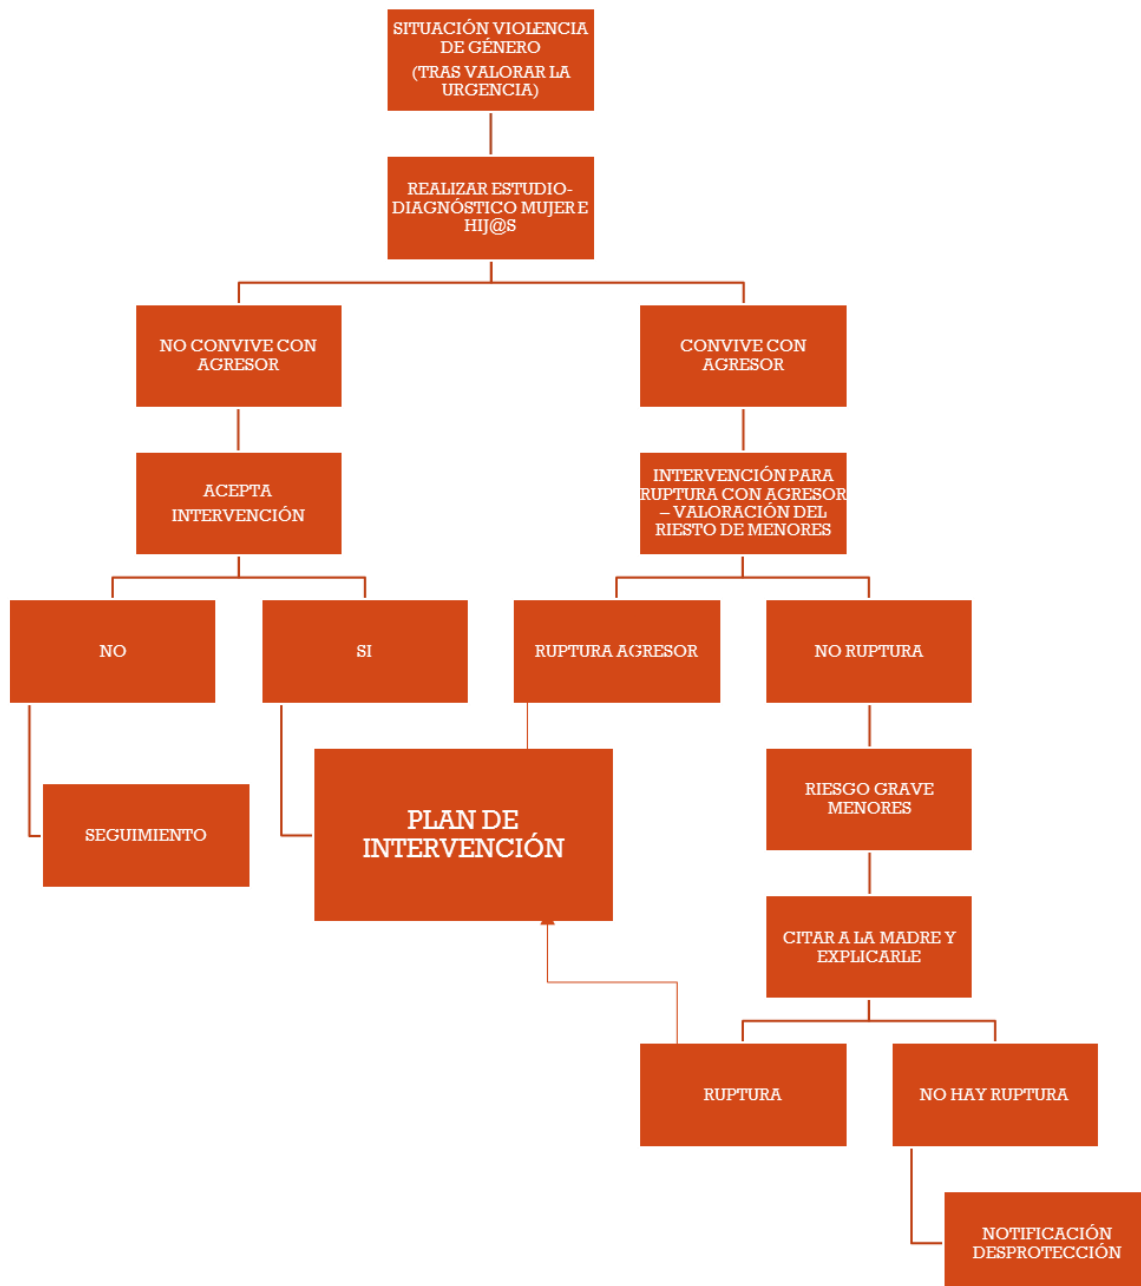 SITUACIÓN VIOLENCIA
DE GÉNERO
(TRAS VALORAR LA
URGENCIA)
REALIZAR ESTUDIO-
DIAGNÓSTICO MUJER E
HIJ@S
NO CONVIVE CON
AGRESOR
CONVIVE CON
AGRESOR
ACEPTA
INTERVENCIÓN
INTERVENCIÓN PARA
RUPTURA CON AGRESOR
– VALORACIÓN DEL
RIESTO DE MENORES
NO
SI
RUPTURA AGRESOR
NO RUPTURA
SEGUIMIENTO
PLAN DE
INTERVENCIÓN
RIESGO GRAVE
MENORES
CITAR A LA MADRE Y
EXPLICARLE
RUPTURA
NO HAY RUPTURA
NOTIFICACIÓN
DESPROTECCIÓN